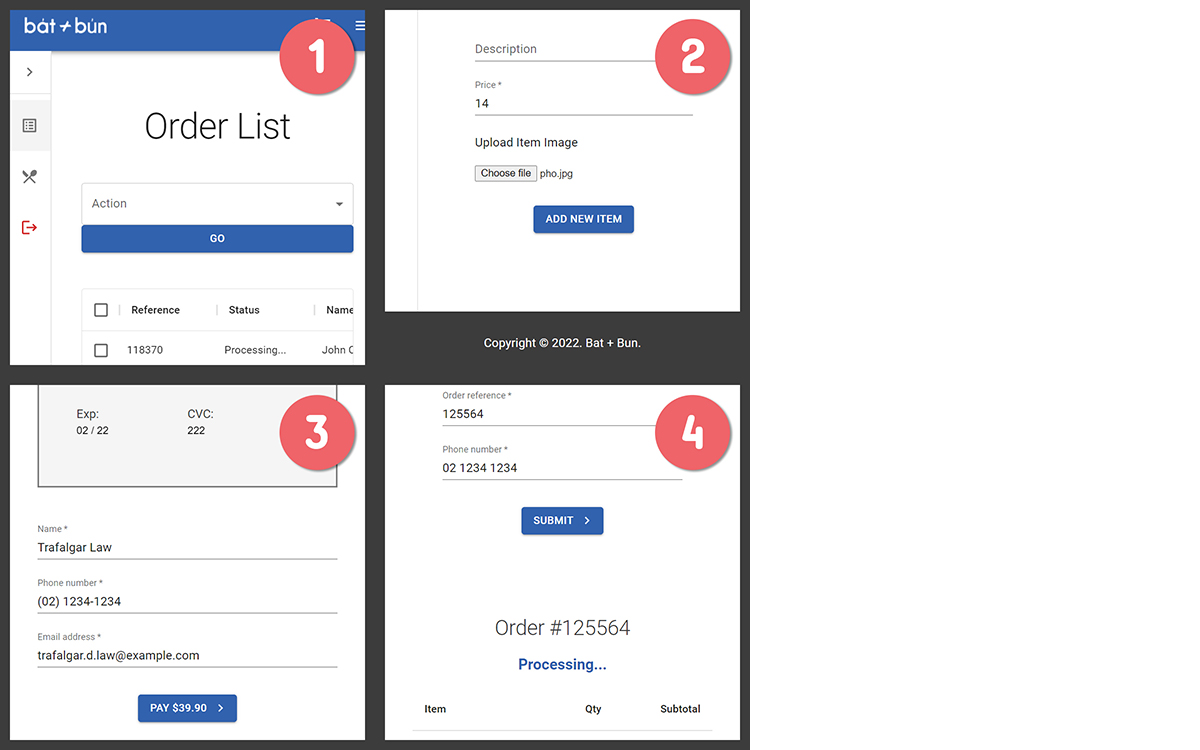 bát + bún
1
Order List
Action
GO
Reference Status Name
118370 Processing... John
2
Description
Price *
14
Upload Item Image
Choose file pho.jpg
ADD NEW ITEM
Copyright © 2022. Bat + Bun.
3
Exp: CVC:
02 / 22 222
Name *
Trafalgar Law
Phone number *
(02) 1234-1234
Email address *
trafalgar.d.law@example.com
PAY $39.90
4
Order reference *
125564
Phone number *
02 1234 1234
SUBMIT
Order #125564
Processing...
Item Qty Subtotal